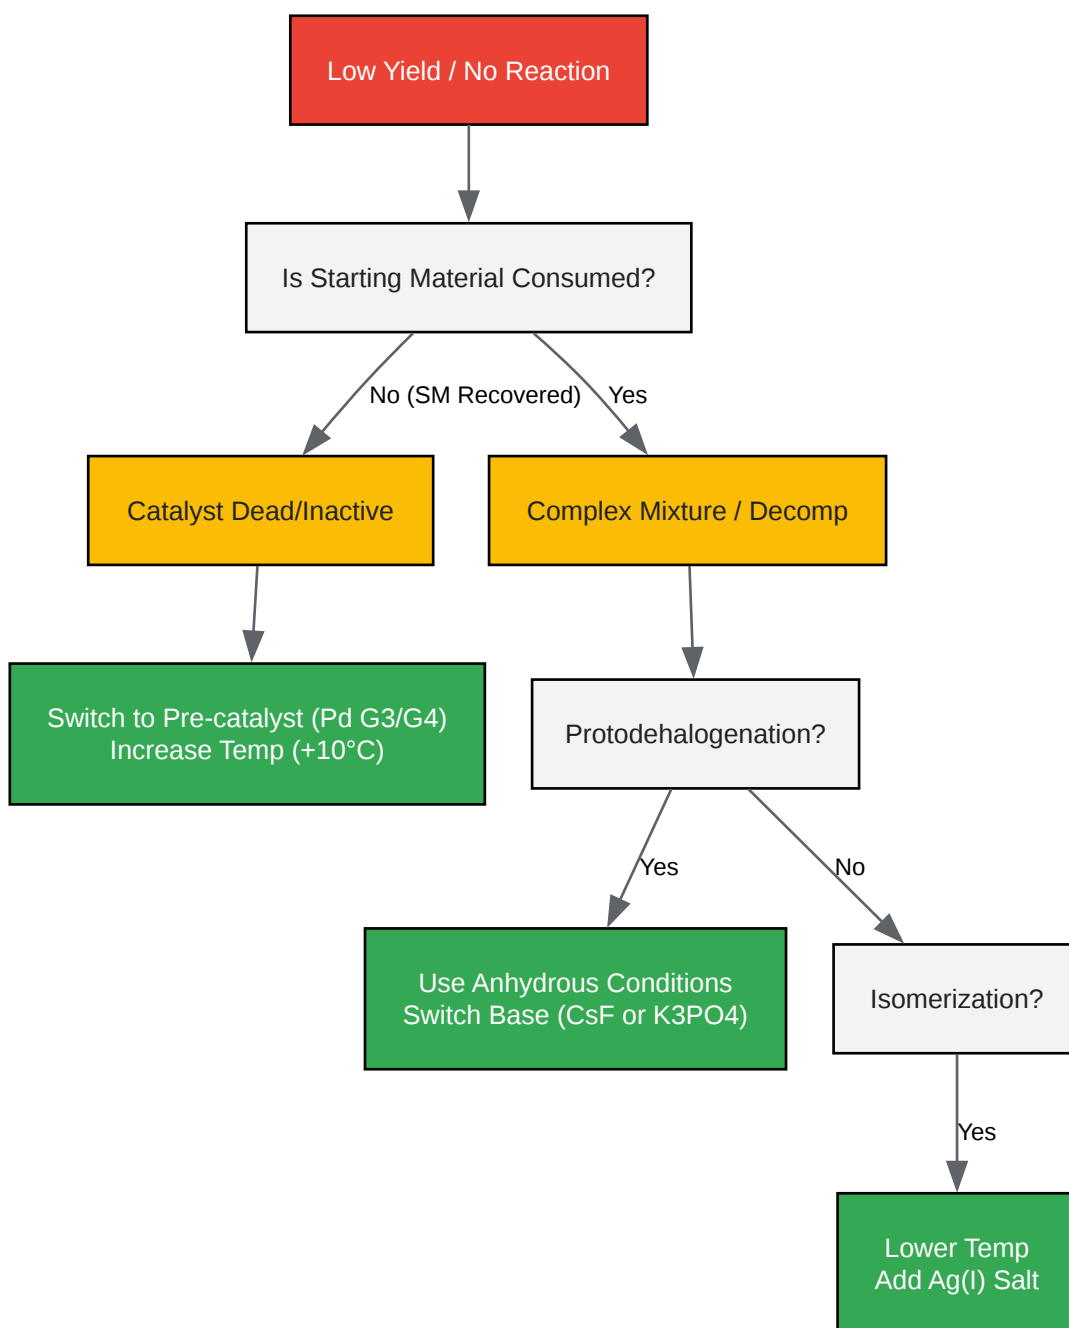 Low Yield / No Reaction
Is Starting Material Consumed?
No (SM Recovered)
Yes
Catalyst Dead/Inactive
Complex Mixture / Decomp
Switch to Pre-catalyst (Pd G3/G4)
Increase Temp (+10°C)
Protodehalogenation?
Yes
No
Use Anhydrous Conditions
Switch Base (CsF or K3PO4)
Isomerization?
Yes
Lower Temp
Add Ag(I) Salt